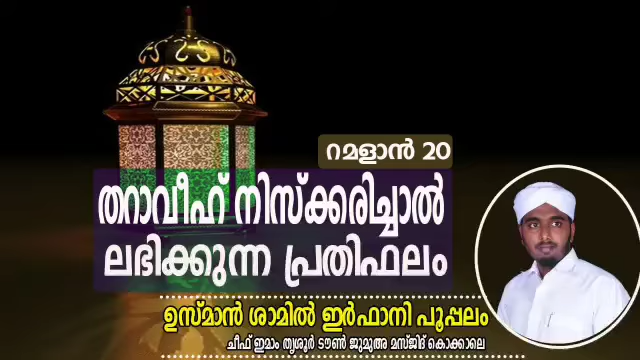 റമളാൻ 20
തറാവീഹ് നിസ്ക്കരിച്ചാൽ
ലഭിക്കുന്ന പ്രതിഫലം
ഉസ്മാൻ ശാമിൽ ഇർഫാനി പൂപ്പലം
ചീഫ് ഇമാം തൃശൂർ ടൗൺ ജുമുഅ മസ്ജിദ് കൊക്കാലെ